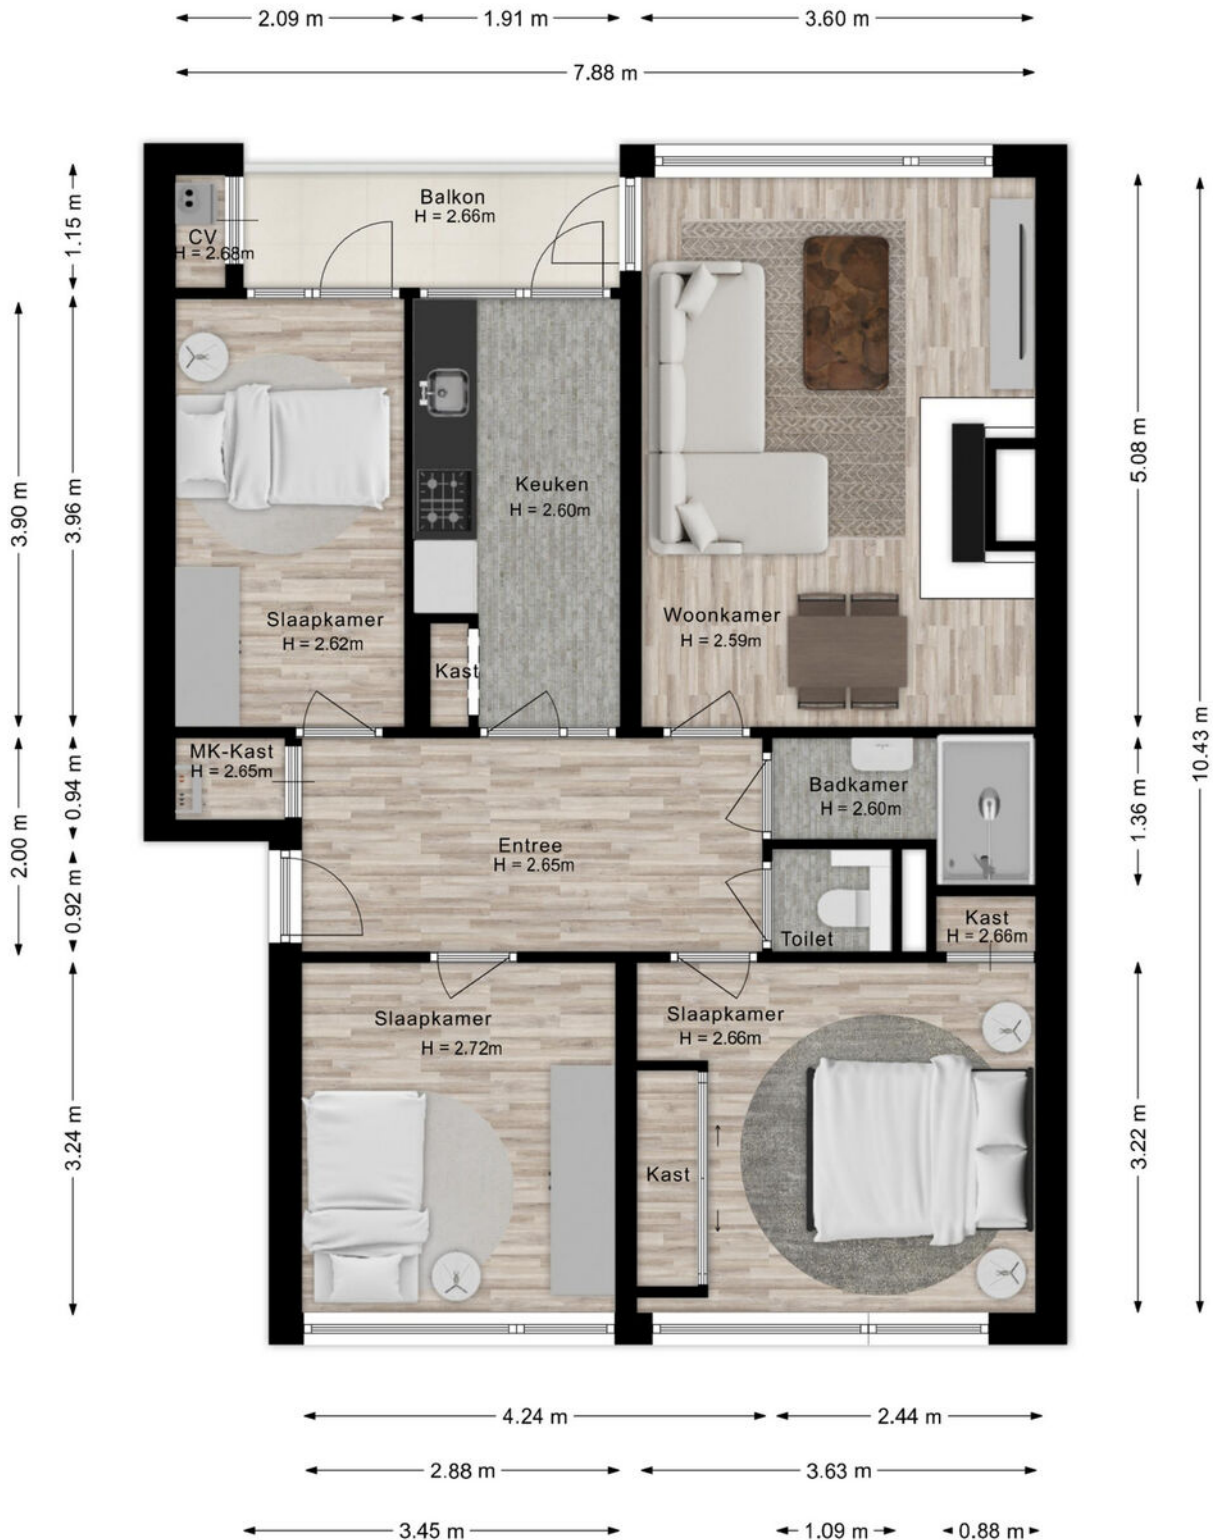 2.09 m
1.91 m
3.60 m
7.88 m
1.15 m
Balkon
H = 2.66m
CV
H = 2.68m
3.90 m
3.96 m
5.08 m
10.43 m
Keuken
H = 2.60m
Slaapkamer
H = 2.62m
Woonkamer
H = 2.59m
Kast
MK-Kast
H = 2.65m
2.00 m
0.94 m
0.92 m
Badkamer
H = 2.60m
1.36 m
Entree
H = 2.65m
Toilet
Kast
H = 2.66m
Slaapkamer
H = 2.72m
Slaapkamer
H = 2.66m
3.24 m
3.22 m
Kast
4.24 m
2.44 m
2.88 m
3.63 m
3.45 m
1.09 m
0.88 m